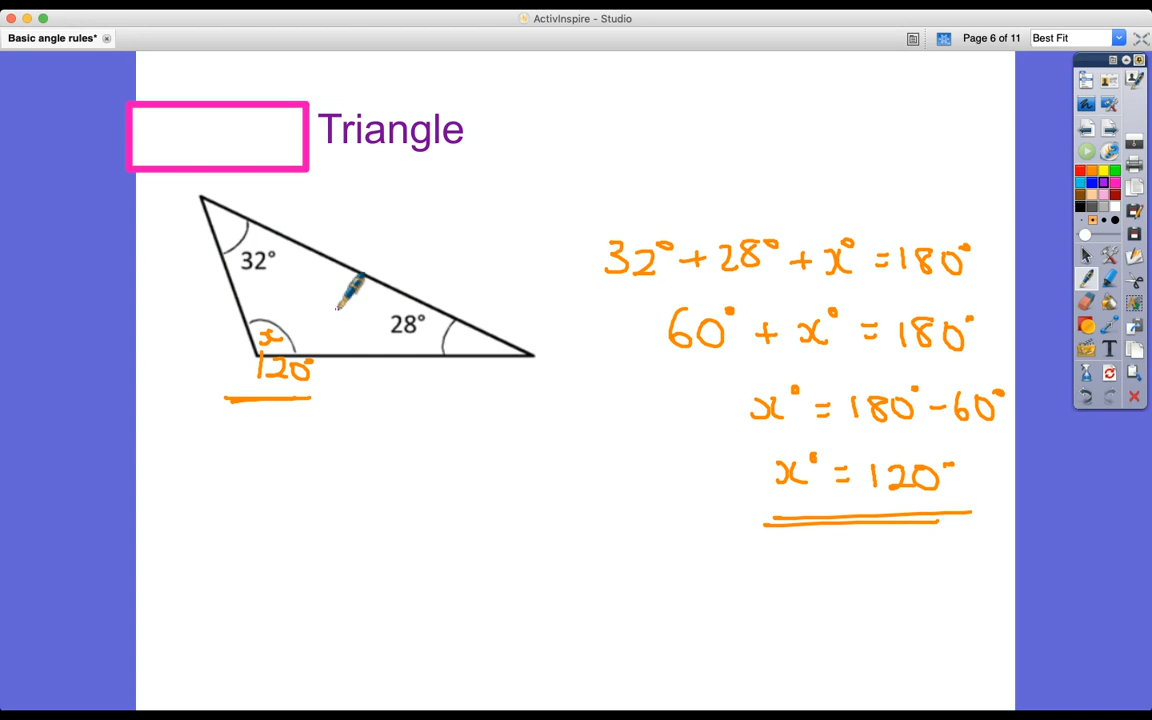 ActivInspire - Studio
Basic angle rules*
Page 6 of 11
Best Fit
Triangle
32°
28°
x
120°
32° + 28° + x° = 180°
60° + x° = 180°
x° = 180° - 60°
x° = 120°